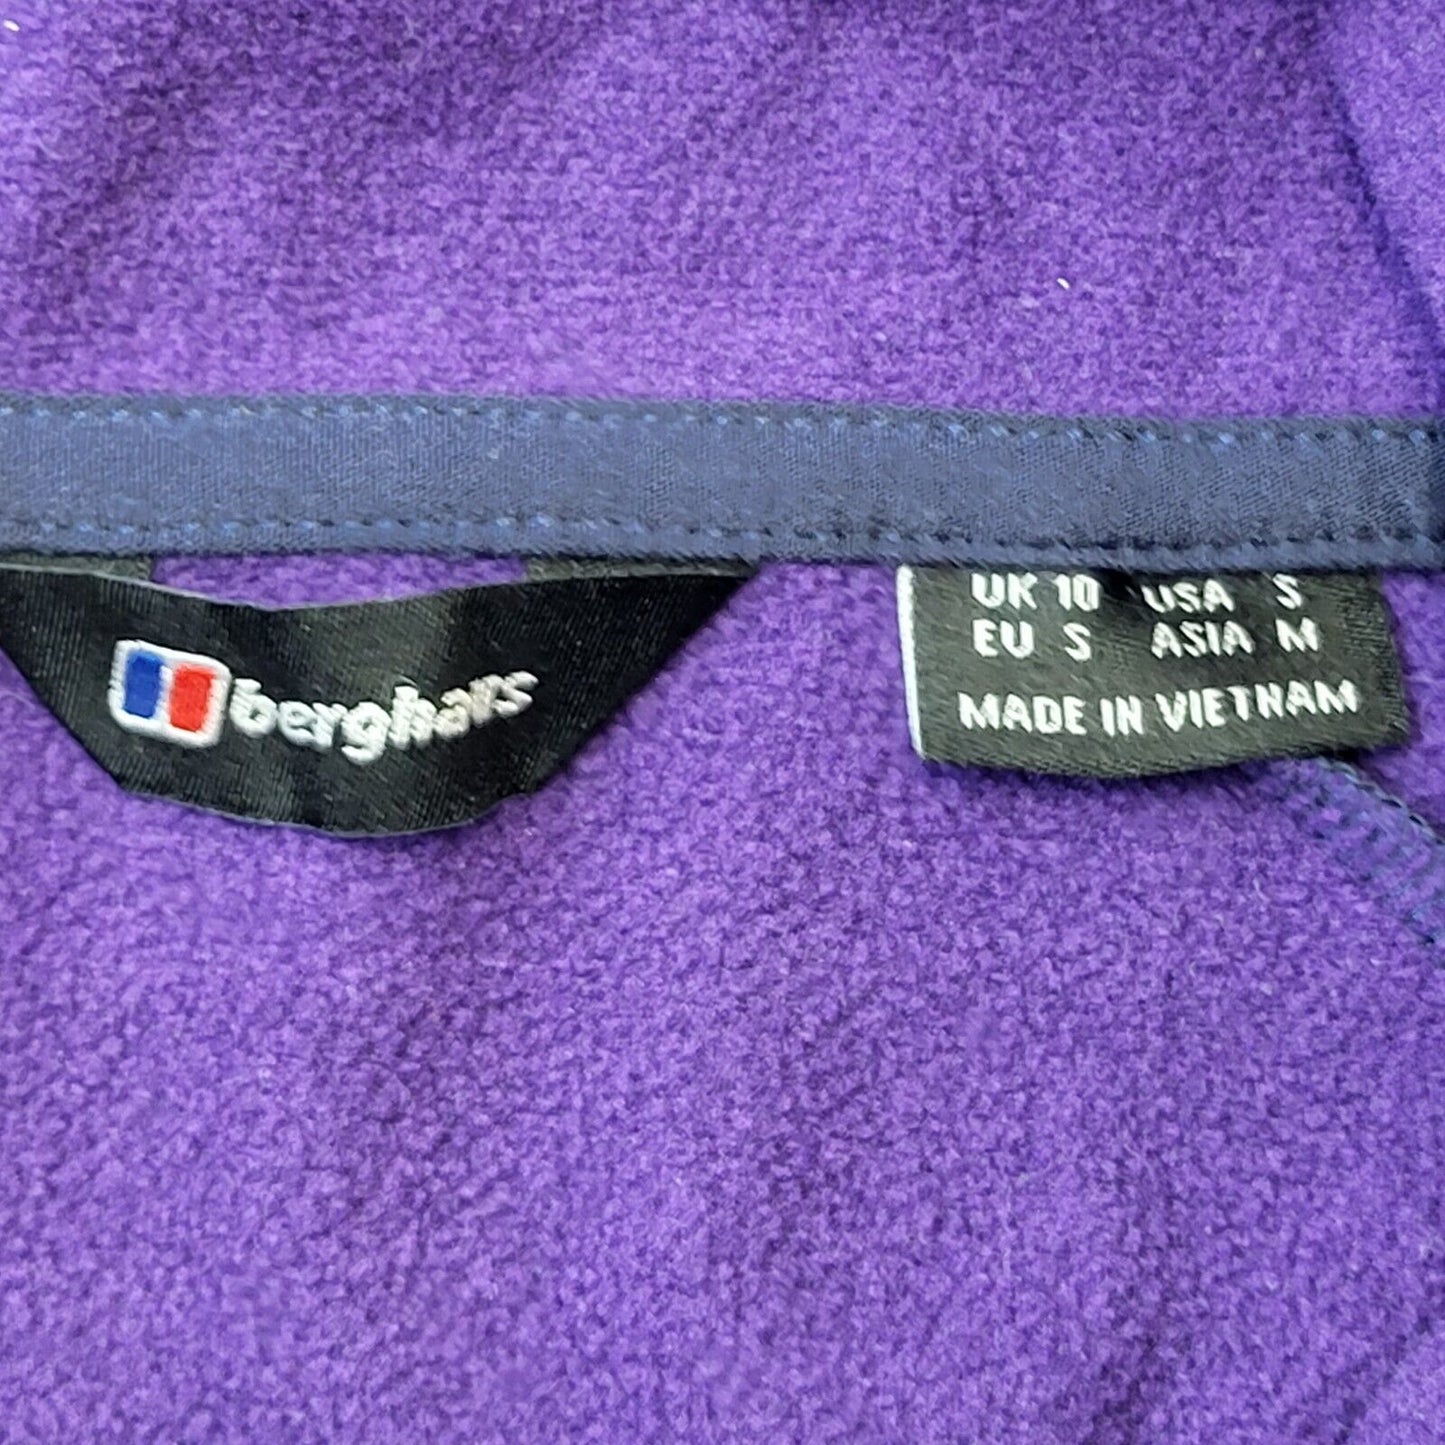 berghaus
UK 10 USA S
EU S ASIA M
MADE IN VIETNAM